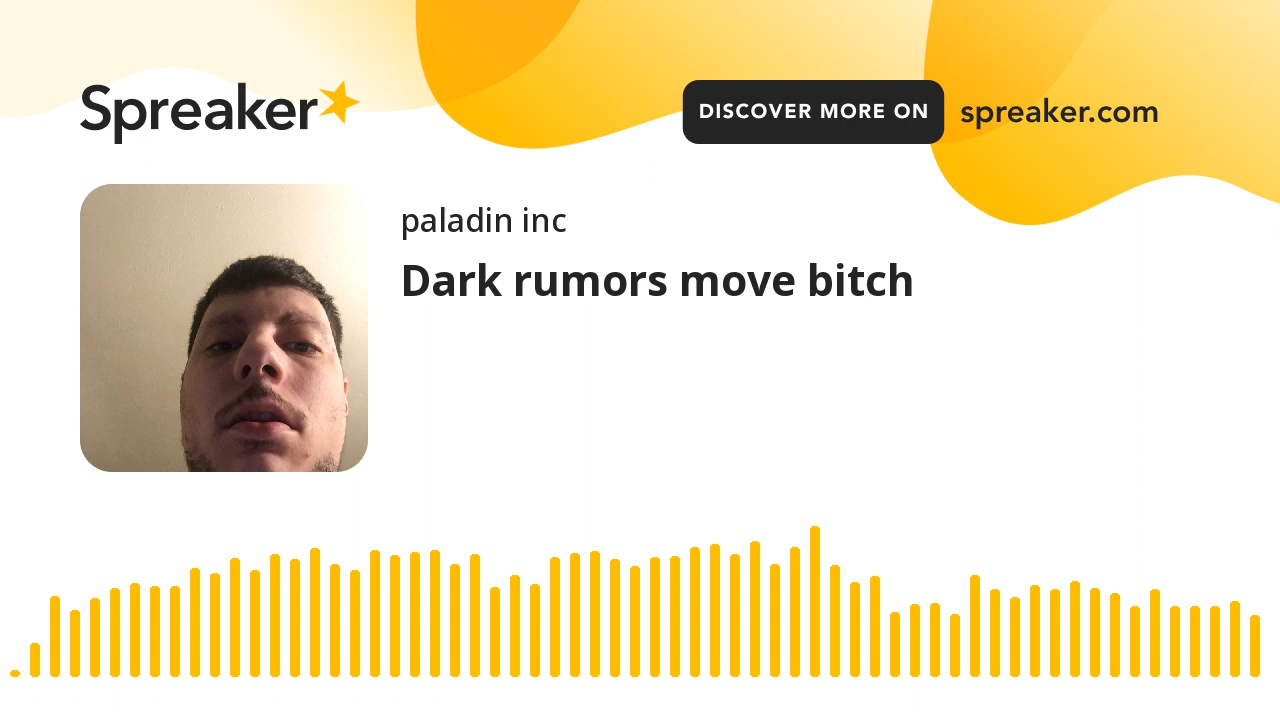 Spreaker
DISCOVER MORE ON spreaker.com
paladin inc
Dark rumors move bitch